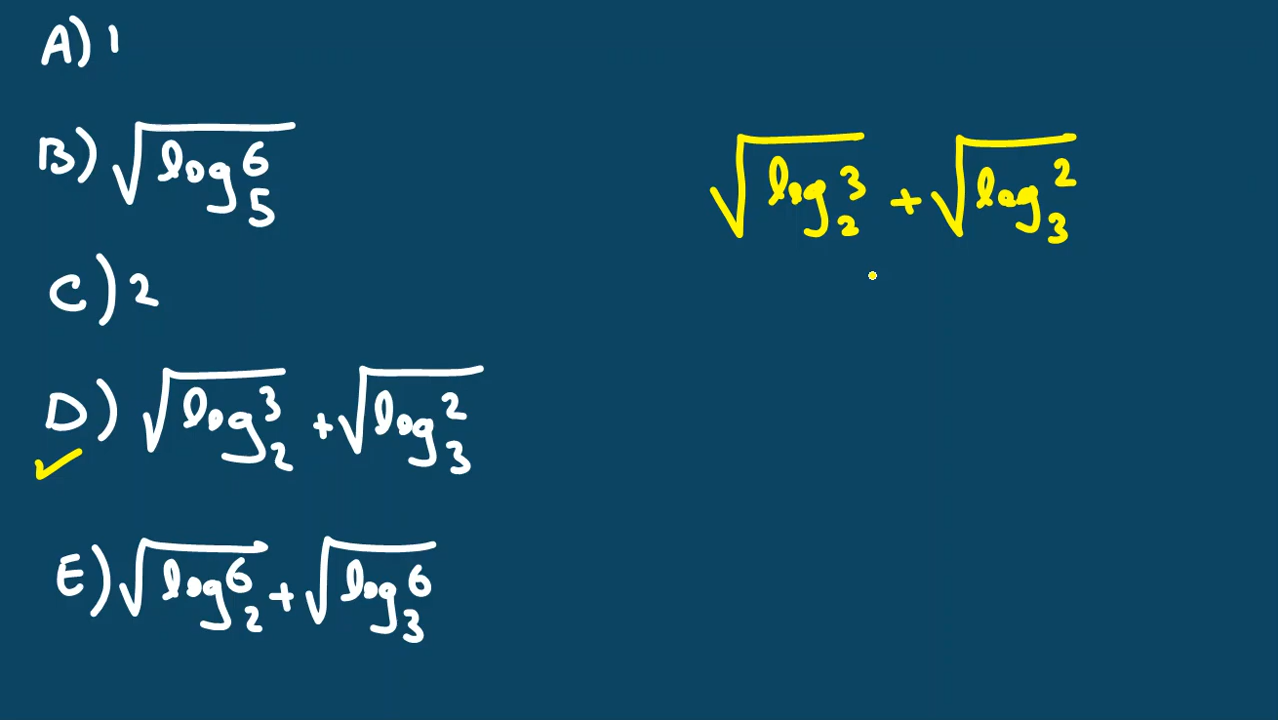 A) 1
B) √log₅⁶
C) 2
D) √log₂³ + √log₃²
E) √log₂⁶ + √log₃⁶
√log₂³ + √log₃²